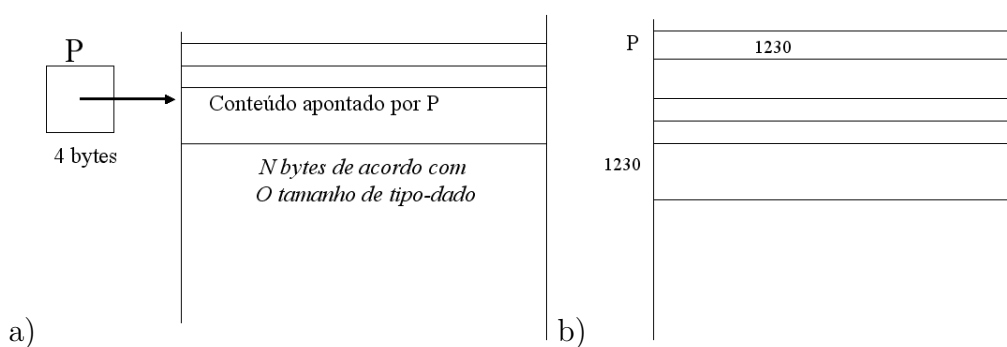 P
4 bytes
Conteúdo apontado por P
N bytes de acordo com
O tamanho de tipo-dado
a)
P
1230
1230
b)